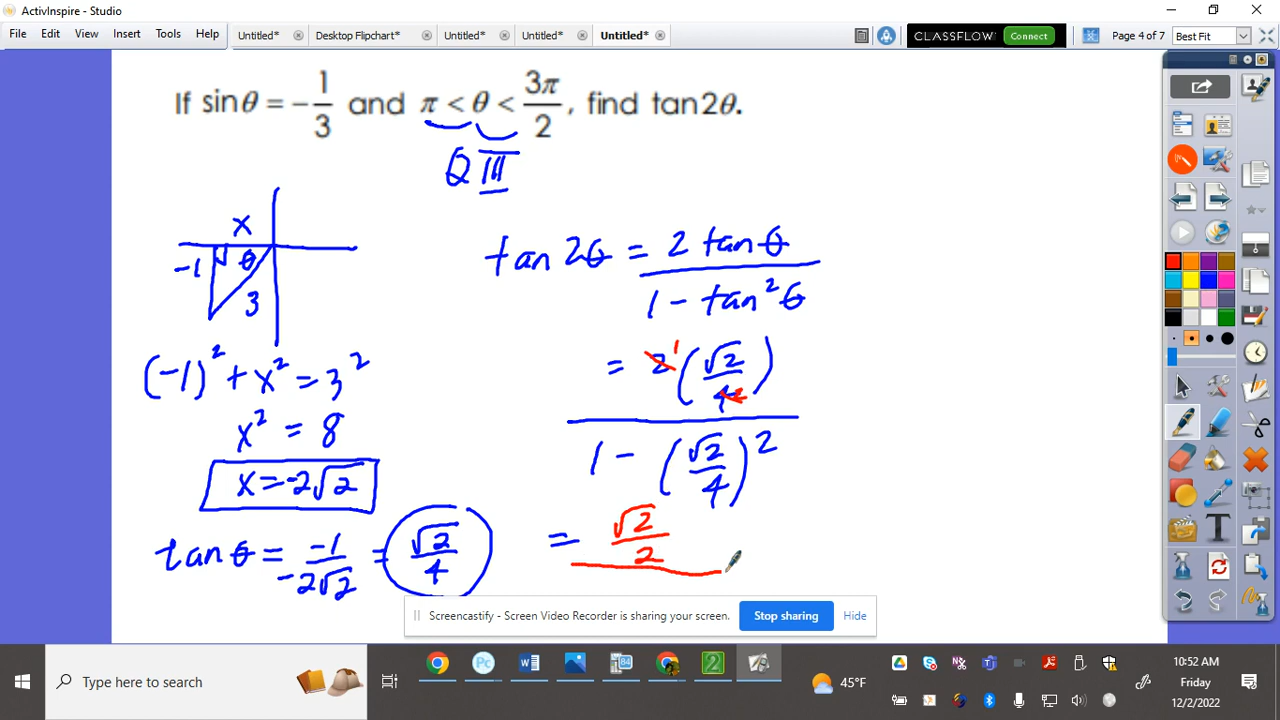 ActivInspire - Studio
File Edit View Insert Tools Help Untitled* Desktop Flipchart* Untitled* Untitled* Untitled* CLASSFLOW Connect Page 4 of 7 Best Fit
If sinθ = -1/3 and π < θ < 3π/2, find tan2θ.
Q III
x
-1 θ
3
tan 2θ = 2 tan θ / 1 - tan²θ
(-1)² + x² = 3²
= 2 1 (√2/4 2)
x² = 8
1 - (√2/4)²
x = -2√2
tan θ = -1/-2√2 = √2/4
= √2/2
Screencastify - Screen Video Recorder is sharing your screen. Stop sharing Hide
Type here to search
45°F
10:52 AM
Friday
12/2/2022